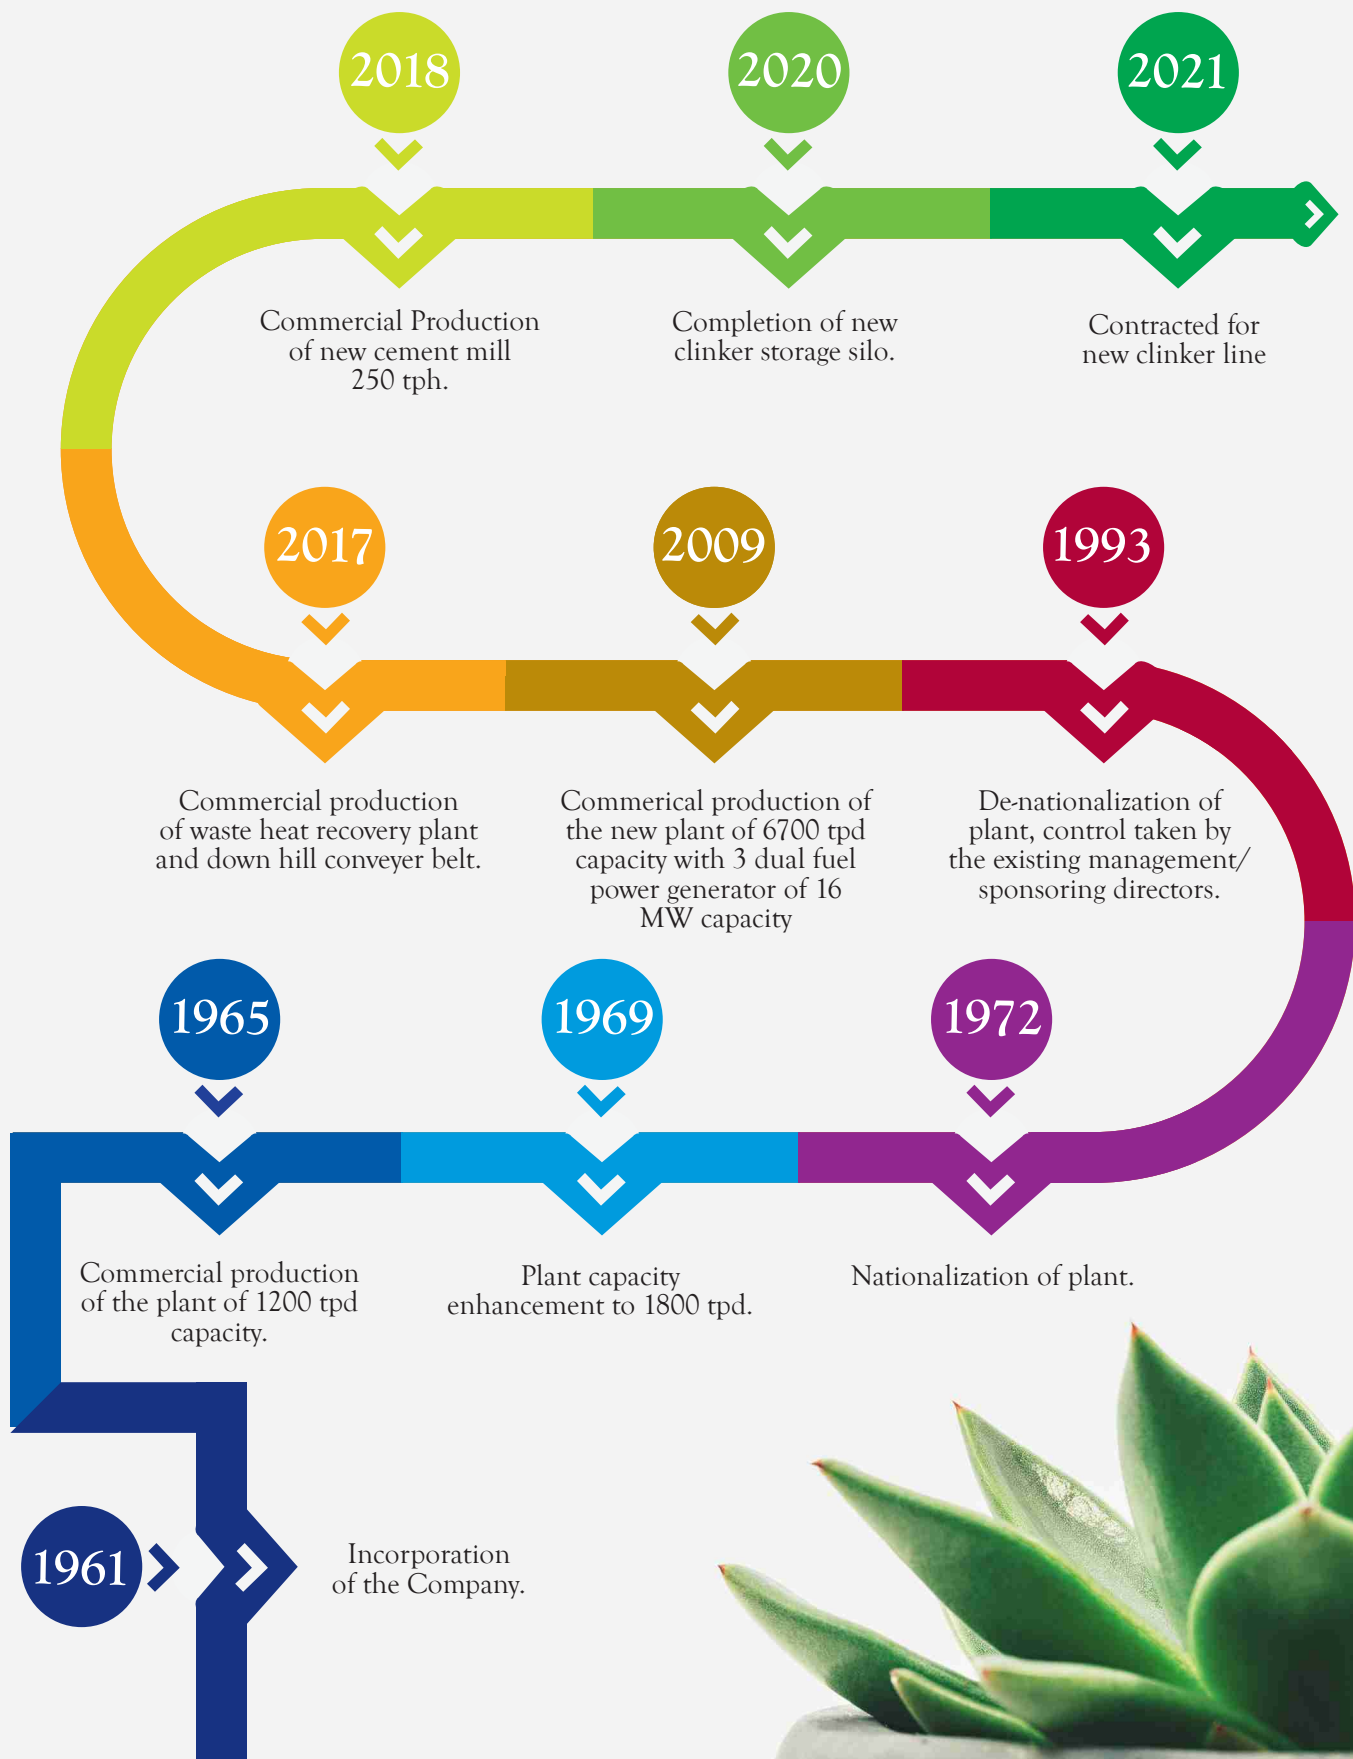 2018
2020
2021
Commercial Production
of new cement mill
250 tph.
Completion of new
clinker storage silo.
Contracted for
new clinker line
2017
2009
1993
Commercial production
of waste heat recovery plant
and down hill conveyer belt.
Commerical production of
the new plant of 6700 tpd
capacity with 3 dual fuel
power generator of 16
MW capacity
De-nationalization of
plant, control taken by
the existing management/
sponsoring directors.
1965
1969
1972
Commercial production
of the plant of 1200 tpd
capacity.
Plant capacity
enhancement to 1800 tpd.
Nationalization of plant.
1961
Incorporation
of the Company.